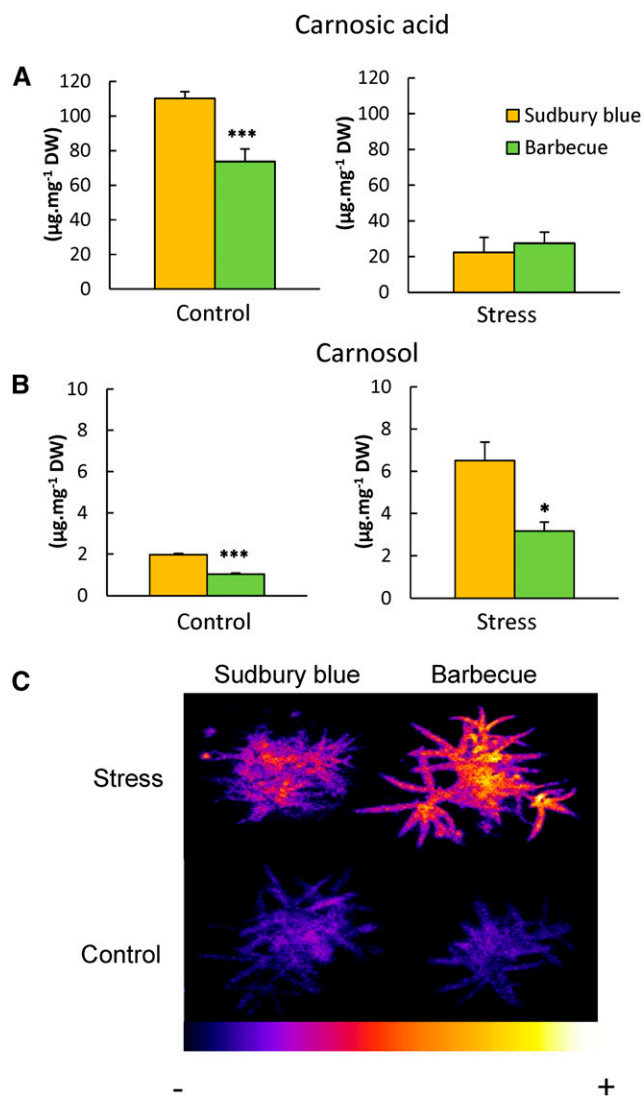 Carnosic acid
A
(µg.mg⁻¹ DW)
120
100
80
60
40
20
0
***
Control
(µg.mg⁻¹ DW)
120
100
80
60
40
20
0
Sudbury blue
Barbecue
Stress
Carnosol
B
(µg.mg⁻¹ DW)
10
8
6
4
2
0
***
Control
(µg.mg⁻¹ DW)
10
8
6
4
2
0
*
Stress
C
Sudbury blue Barbecue
Stress
Control
- +